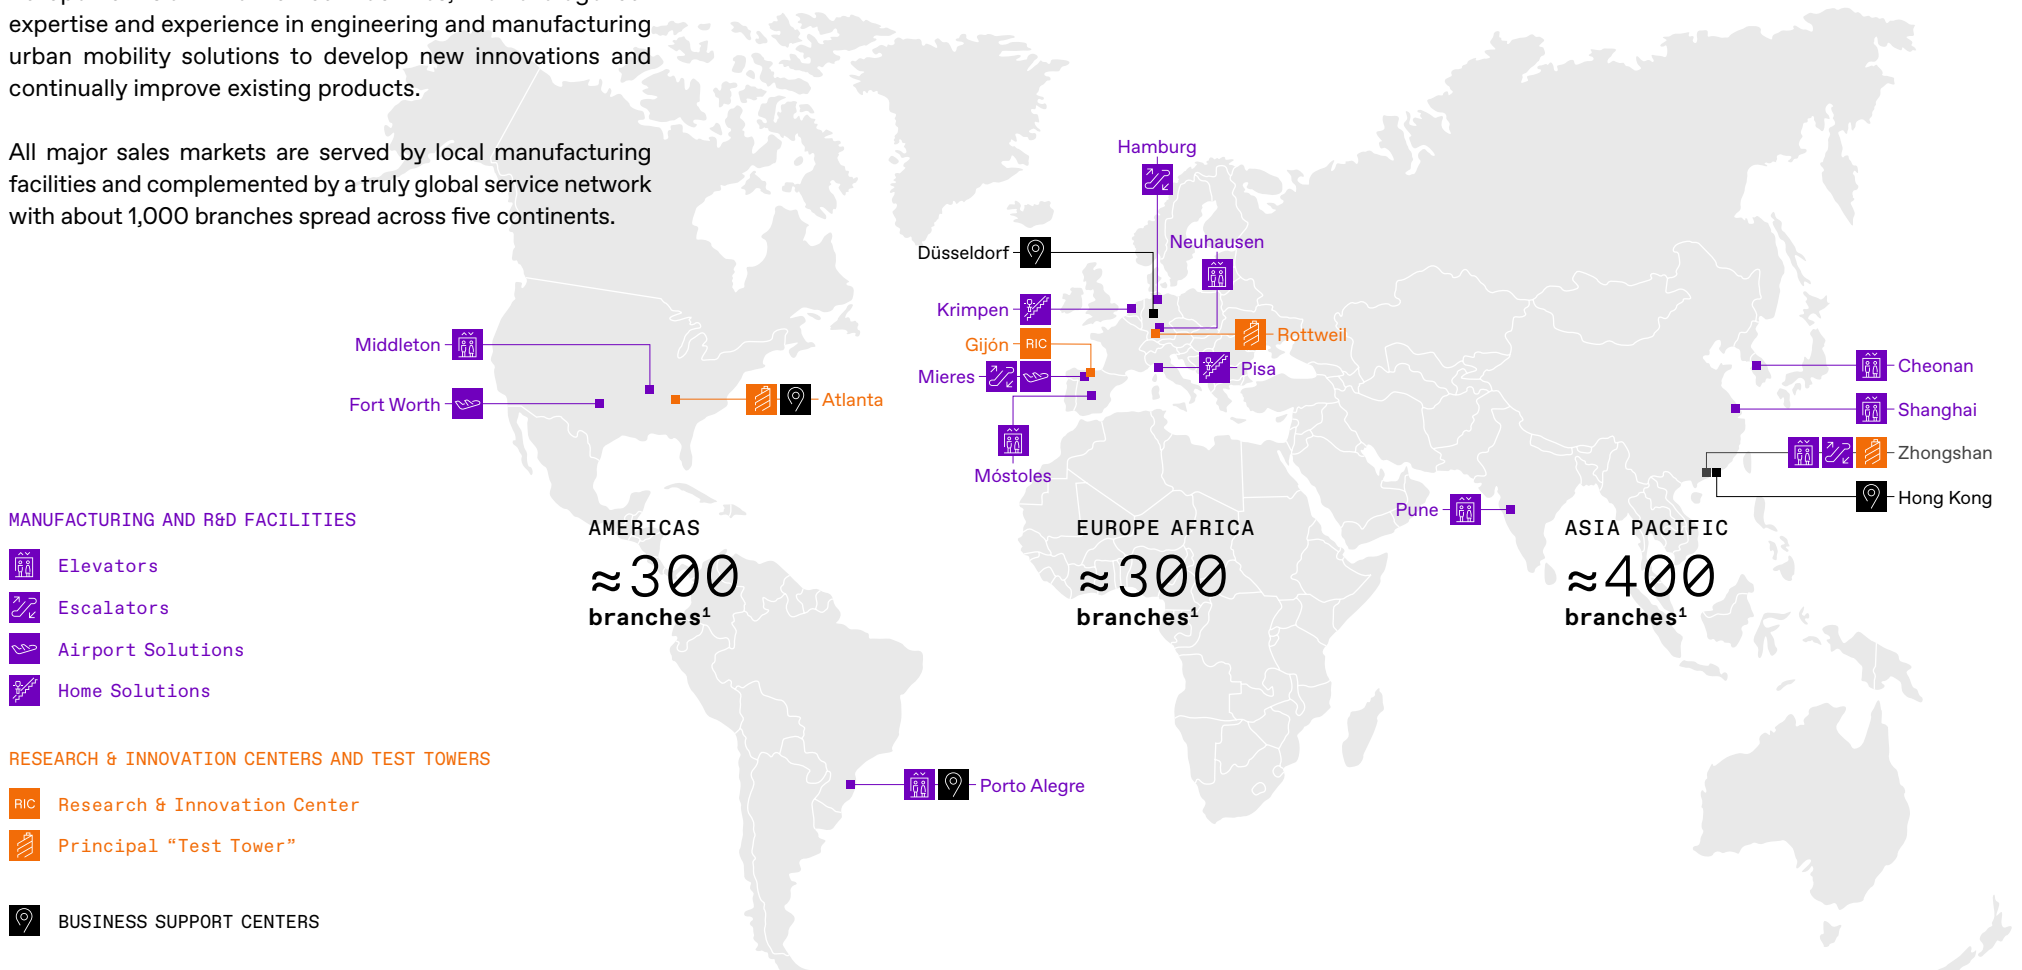 expertise and experience in engineering and manufacturing
urban mobility solutions to develop new innovations and
continually improve existing products.
All major sales markets are served by local manufacturing
facilities and complemented by a truly global service network
with about 1,000 branches spread across five continents.
Hamburg
Düsseldorf
Neuhausen
Krimpen
Gijón RIC
Rottweil
Mieres
Pisa
Móstoles
Middleton
Fort Worth
Atlanta
Cheonan
Shanghai
Zhongshan
Hong Kong
Pune
Porto Alegre
AMERICAS
≈300
branches¹
EUROPE AFRICA
≈300
branches¹
ASIA PACIFIC
≈400
branches¹
MANUFACTURING AND R&D FACILITIES
Elevators
Escalators
Airport Solutions
Home Solutions
RESEARCH & INNOVATION CENTERS AND TEST TOWERS
RIC Research & Innovation Center
Principal “Test Tower”
BUSINESS SUPPORT CENTERS